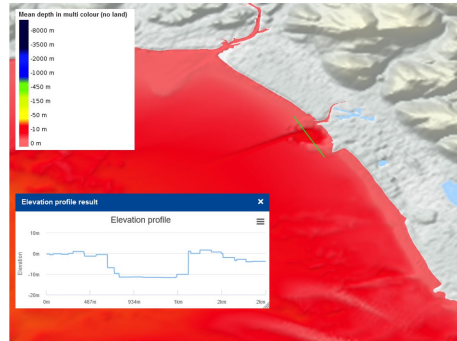 Mean depth in multi colour (no land)
-8000 m
-3500 m
-2000 m
-1000 m
-450 m
-150 m
-50 m
-10 m
0 m
Elevation profile result ×
Elevation profile
10m
0m
-10m
-20m
Elevation
0m 467m 934m 1km 2km 2km